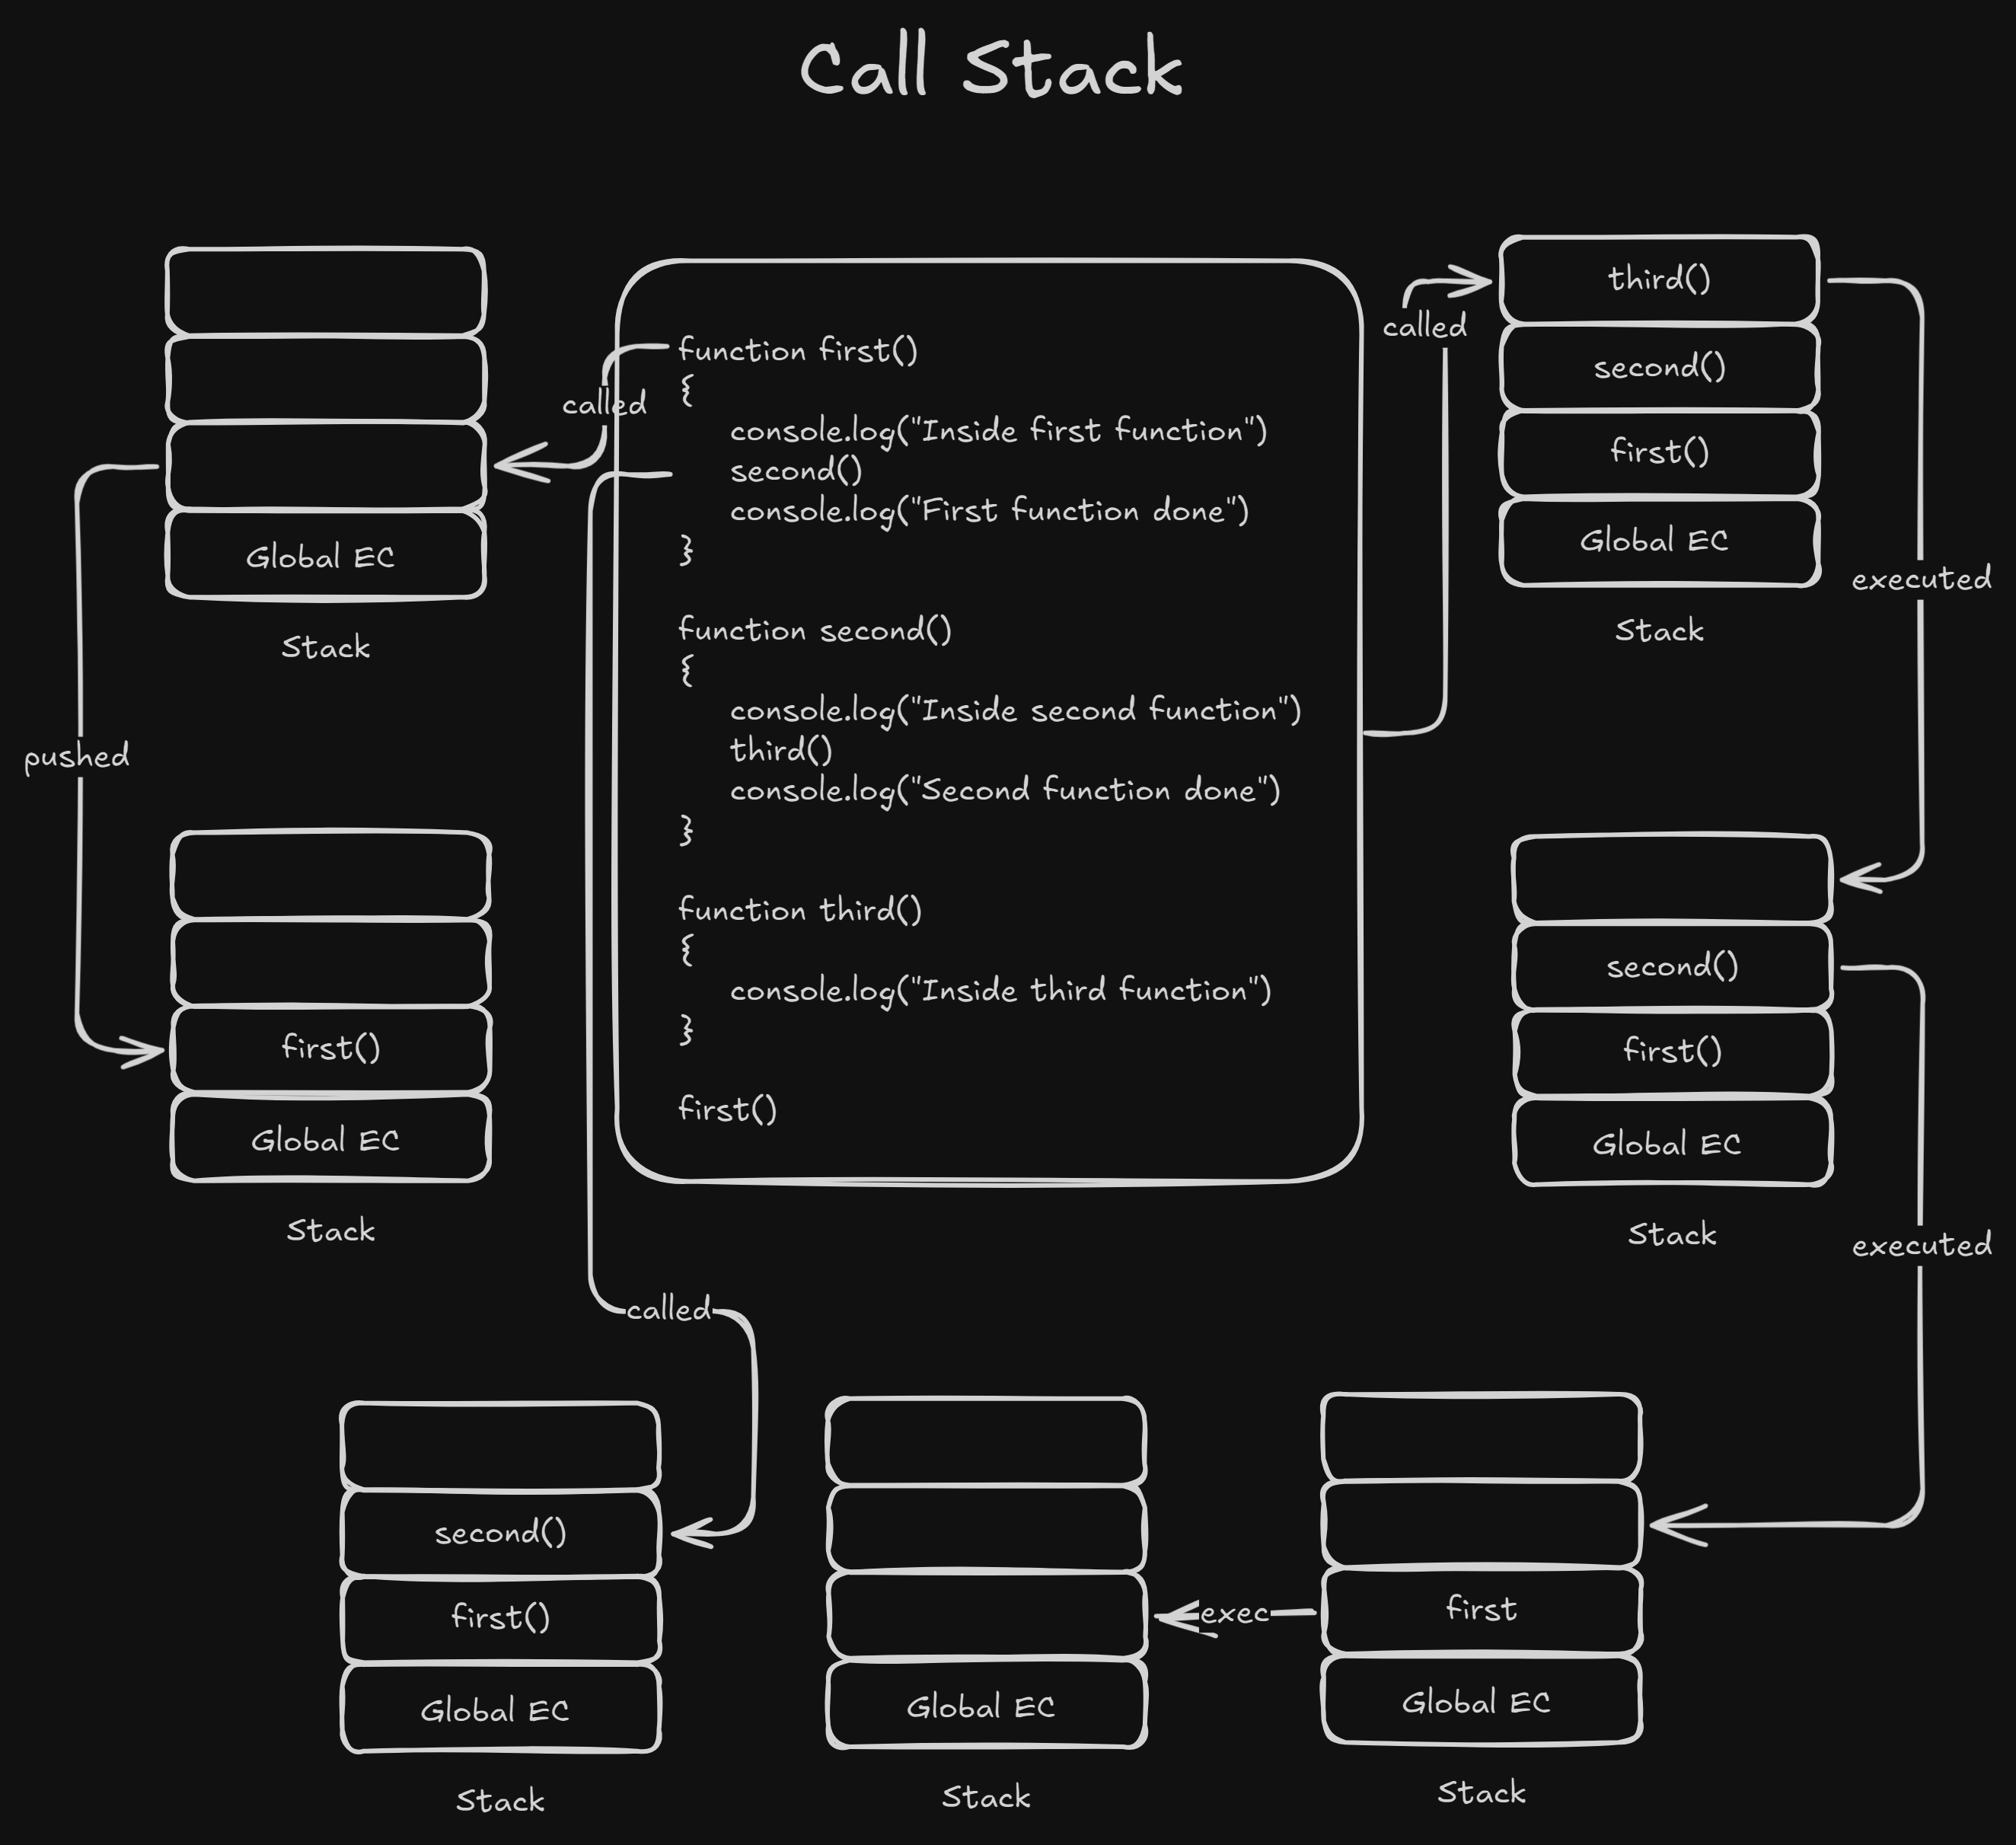 Call Stack
Global EC
Stack
called
pushed
first()
Global EC
Stack
function first()
{
console.log("Inside first function")
second()
console.log("First function done")
}
function second()
{
console.log("Inside second function")
third()
console.log("Second function done")
}
function third()
{
console.log("Inside third function")
}
first()
called
third()
second()
first()
Global EC
Stack
executed
second()
first()
Global EC
Stack
executed
called
second()
first()
Global EC
Stack
Global EC
Stack
exec
first
Global EC
Stack